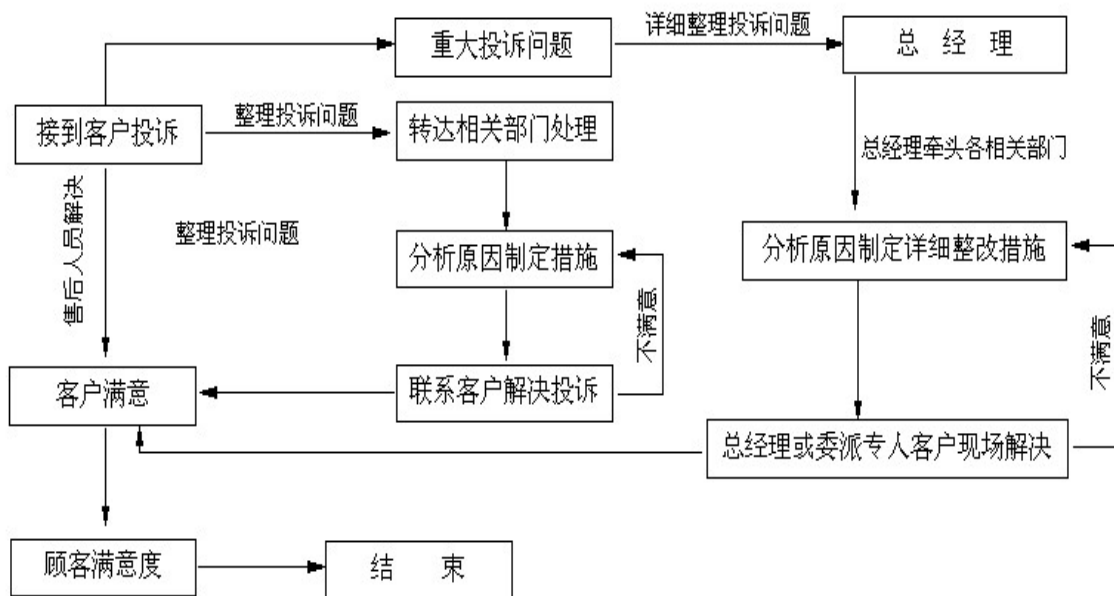 重大投诉问题
详细整理投诉问题
总 经 理
接到客户投诉
整理投诉问题
转达相关部门处理
总经理牵头各相关部门
售后人员解决
整理投诉问题
分析原因制定措施
不满意
分析原因制定详细整改措施
不满意
客户满意
联系客户解决投诉
总经理或委派专人客户现场解决
顾客满意度
结 束